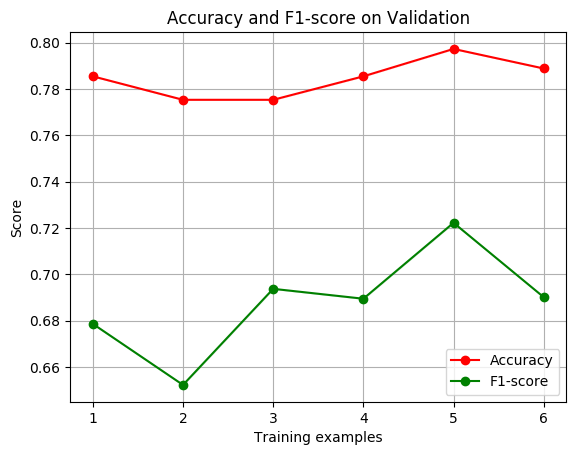 Accuracy and F1-score on Validation
0.80
0.78
0.76
0.74
0.72
0.70
0.68
0.66
Score
Accuracy
F1-score
1 2 3 4 5 6
Training examples